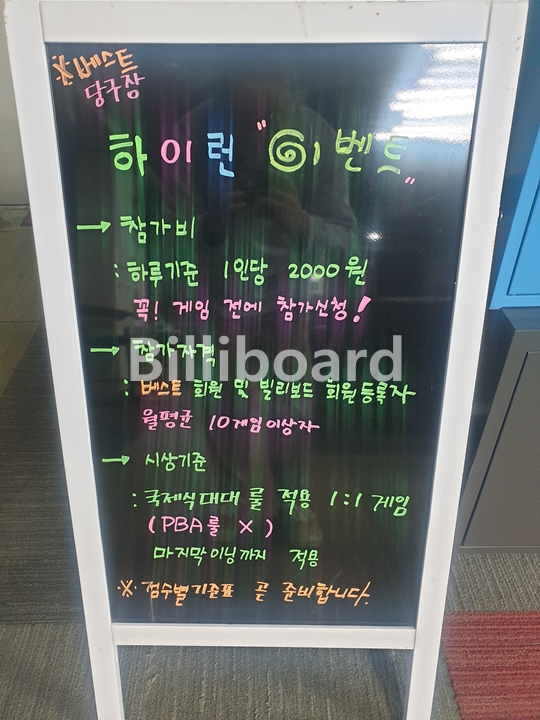 ※베스트
당구장
하이런 "이벤트"
→ 참가비
: 하루기준 1인당 2000원
꼭! 게임 전에 참가신청!
→ 참가자격
Billiboard
: 베스트 회원 및 빌리보드 회원등록자
월평균 10게임이상자
→ 시상기준
: 국제식대대 룰 적용 1:1 게임
(PBA룰 X)
마지막이닝까지 적용
※ 점수별기준표 곧 준비합니다.